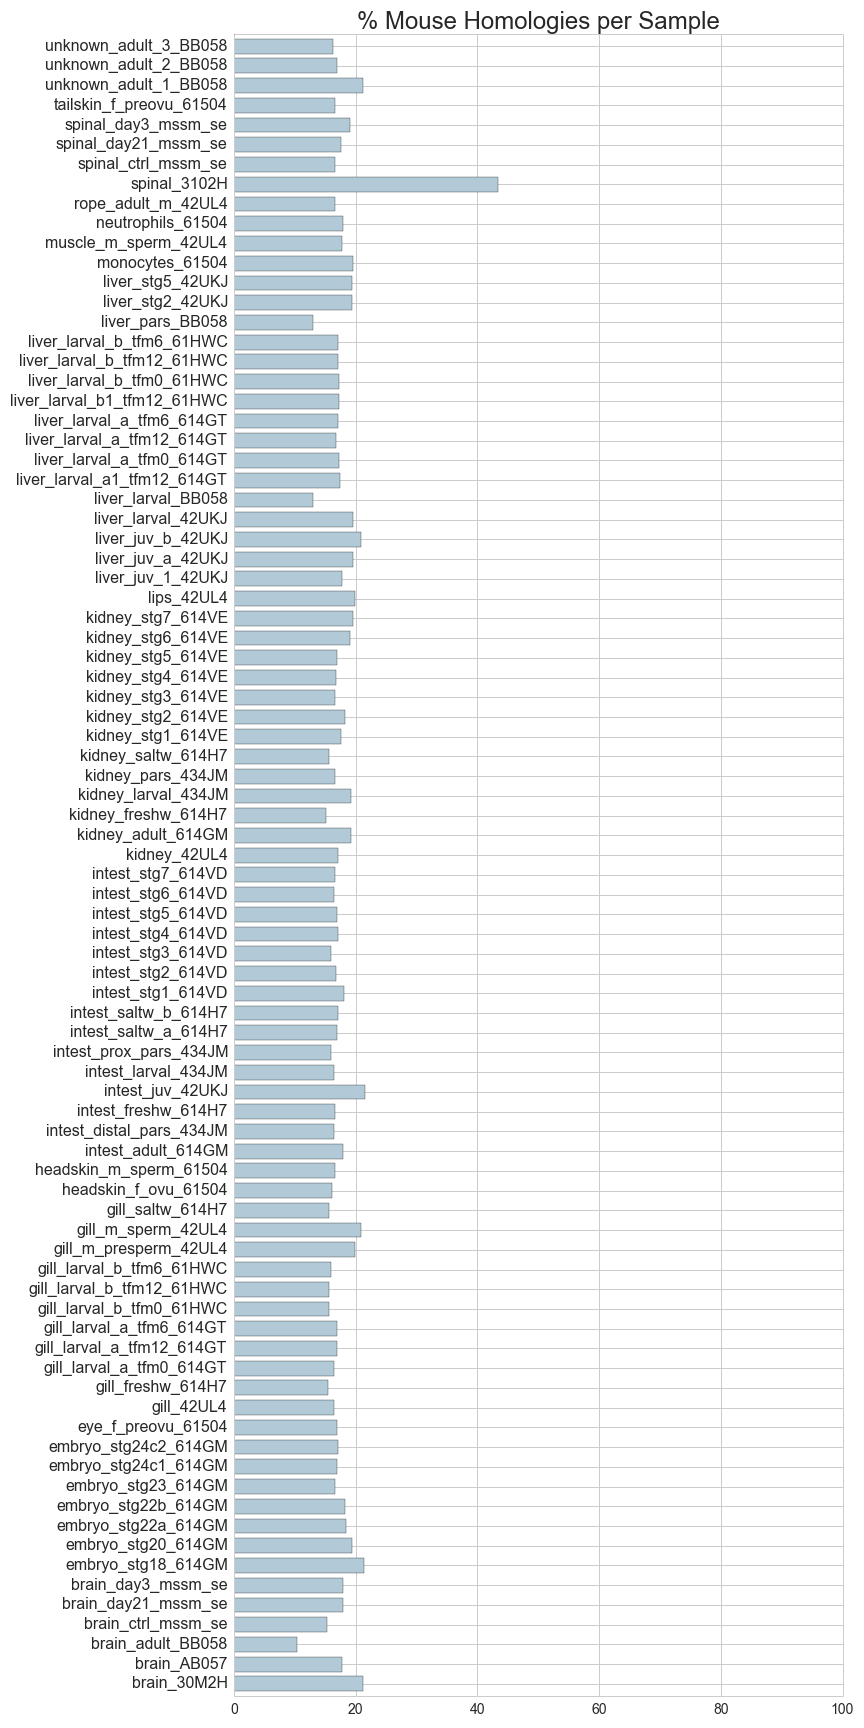 % Mouse Homologies per Sample
unknown_adult_3_BB058
unknown_adult_2_BB058
unknown_adult_1_BB058
tailskin_f_preovu_61504
spinal_day3_mssm_se
spinal_day21_mssm_se
spinal_ctrl_mssm_se
spinal_3102H
rope_adult_m_42UL4
neutrophils_61504
muscle_m_sperm_42UL4
monocytes_61504
liver_stg5_42UKJ
liver_stg2_42UKJ
liver_pars_BB058
liver_larval_b_tfm6_61HWC
liver_larval_b_tfm12_61HWC
liver_larval_b_tfm0_61HWC
liver_larval_b1_tfm12_61HWC
liver_larval_a_tfm6_614GT
liver_larval_a_tfm12_614GT
liver_larval_a_tfm0_614GT
liver_larval_a1_tfm12_614GT
liver_larval_BB058
liver_larval_42UKJ
liver_juv_b_42UKJ
liver_juv_a_42UKJ
liver_juv_1_42UKJ
lips_42UL4
kidney_stg7_614VE
kidney_stg6_614VE
kidney_stg5_614VE
kidney_stg4_614VE
kidney_stg3_614VE
kidney_stg2_614VE
kidney_stg1_614VE
kidney_saltw_614H7
kidney_pars_434JM
kidney_larval_434JM
kidney_freshw_614H7
kidney_adult_614GM
kidney_42UL4
intest_stg7_614VD
intest_stg6_614VD
intest_stg5_614VD
intest_stg4_614VD
intest_stg3_614VD
intest_stg2_614VD
intest_stg1_614VD
intest_saltw_b_614H7
intest_saltw_a_614H7
intest_prox_pars_434JM
intest_larval_434JM
intest_juv_42UKJ
intest_freshw_614H7
intest_distal_pars_434JM
intest_adult_614GM
headskin_m_sperm_61504
headskin_f_ovu_61504
gill_saltw_614H7
gill_m_sperm_42UL4
gill_m_presperm_42UL4
gill_larval_b_tfm6_61HWC
gill_larval_b_tfm12_61HWC
gill_larval_b_tfm0_61HWC
gill_larval_a_tfm6_614GT
gill_larval_a_tfm12_614GT
gill_larval_a_tfm0_614GT
gill_freshw_614H7
gill_42UL4
eye_f_preovu_61504
embryo_stg24c2_614GM
embryo_stg24c1_614GM
embryo_stg23_614GM
embryo_stg22b_614GM
embryo_stg22a_614GM
embryo_stg20_614GM
embryo_stg18_614GM
brain_day3_mssm_se
brain_day21_mssm_se
brain_ctrl_mssm_se
brain_adult_BB058
brain_AB057
brain_30M2H
0 20 40 60 80 100